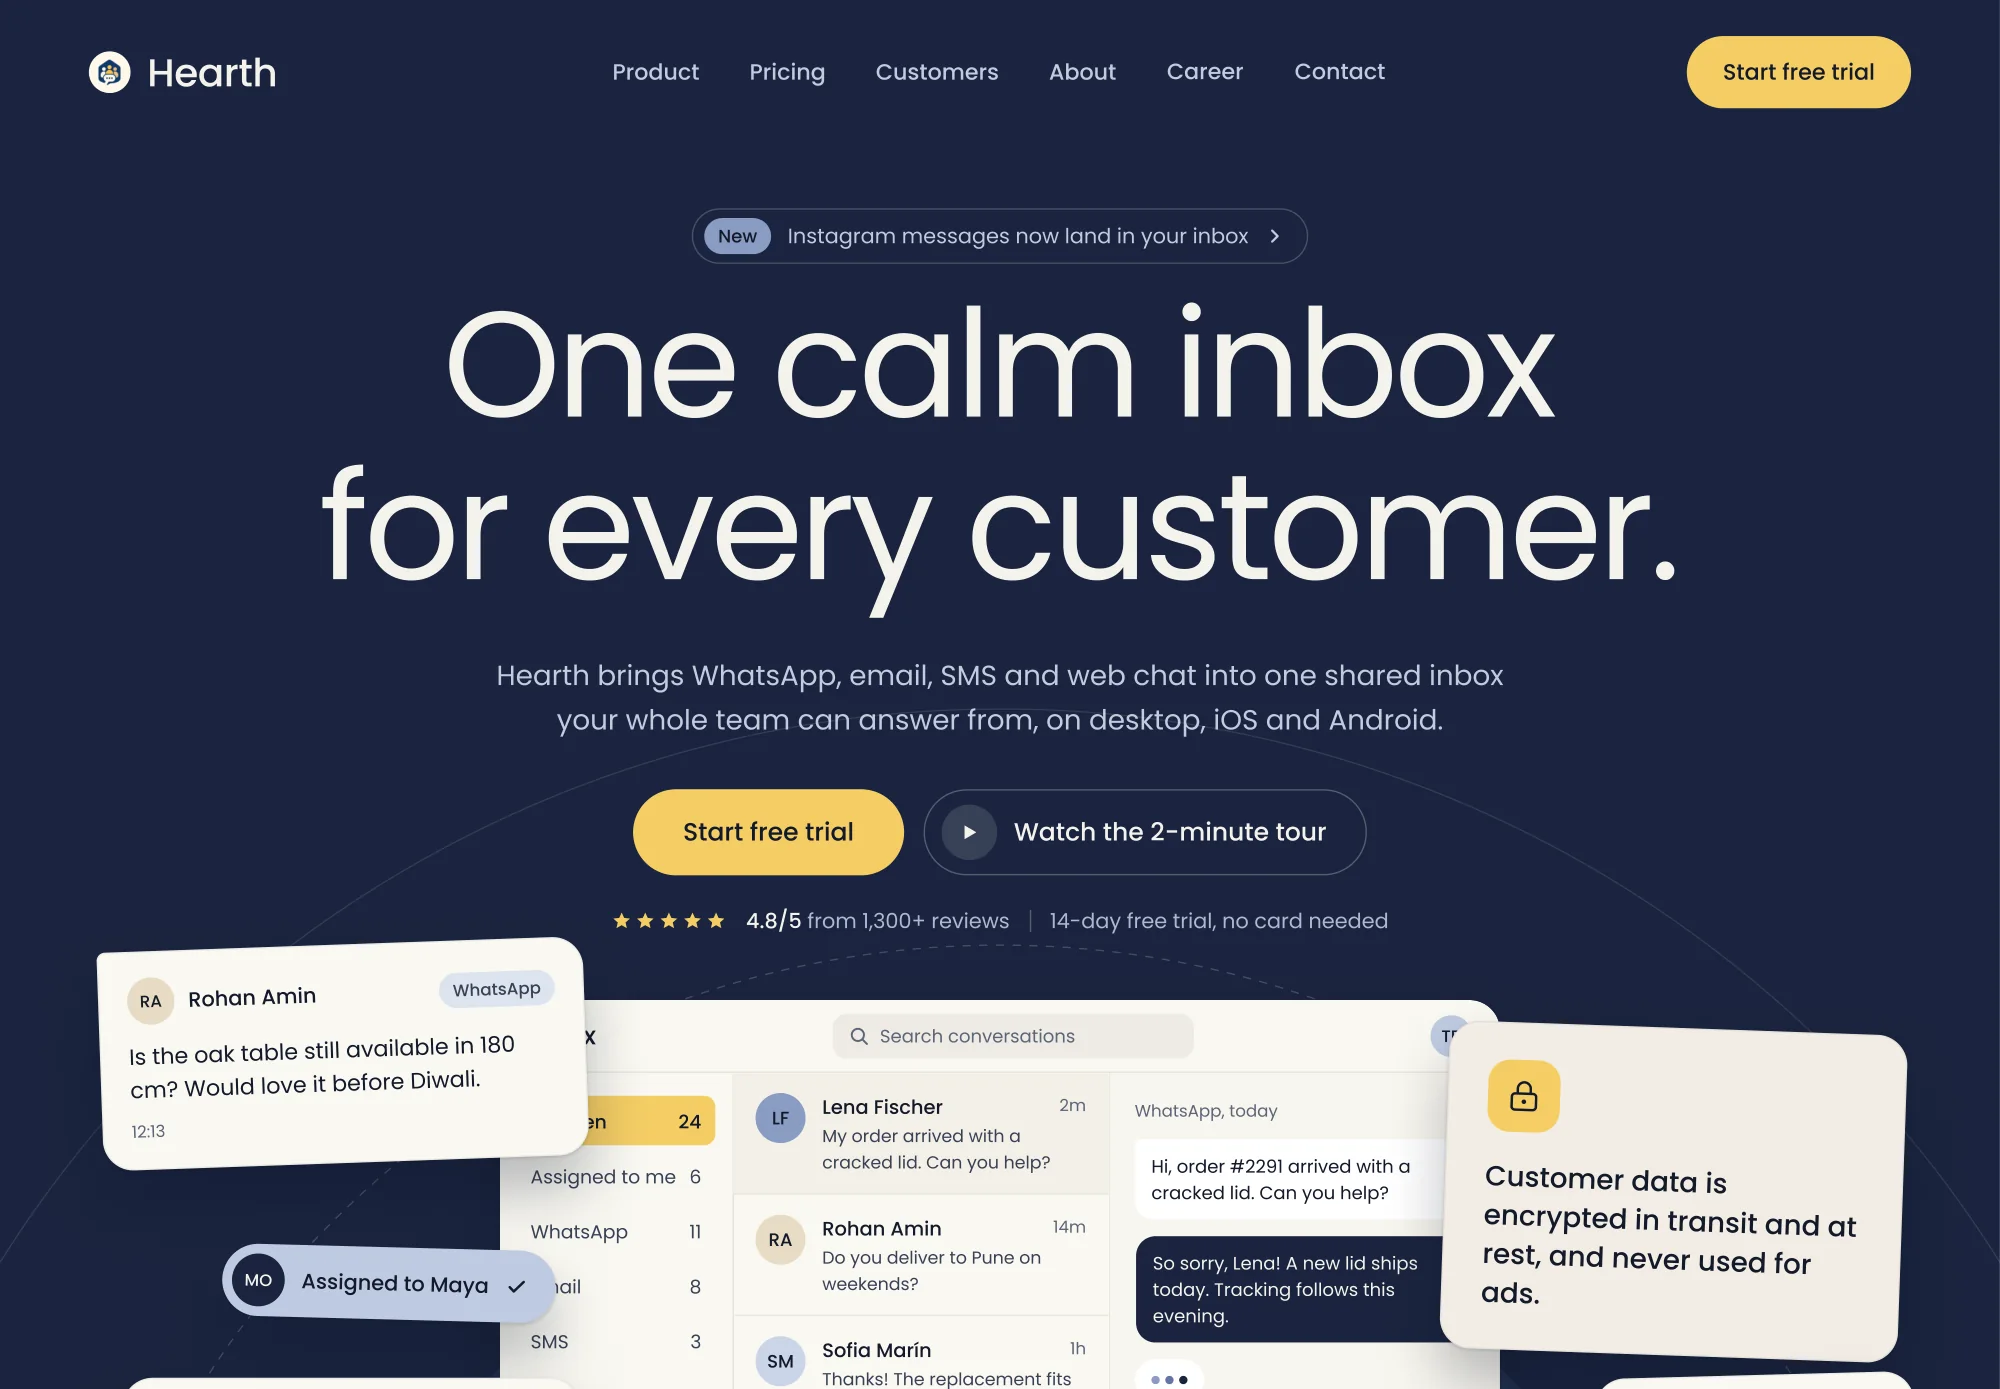 Hearth
Product
Pricing
Customers
About
Career
Contact
Start free trial
New
Instagram messages now land in your inbox
One calm inbox
for every customer.
Hearth brings WhatsApp, email, SMS and web chat into one shared inbox
your whole team can answer from, on desktop, iOS and Android.
Start free trial
Watch the 2-minute tour
4.8/5 from 1,300+ reviews
14-day free trial, no card needed
RA
Rohan Amin
WhatsApp
Is the oak table still available in 180
cm? Would love it before Diwali.
12:13
MO
Assigned to Maya
Search conversations
24
Assigned to me 6
WhatsApp 11
8
SMS 3
LF
Lena Fischer
2m
My order arrived with a
cracked lid. Can you help?
RA
Rohan Amin
14m
Do you deliver to Pune on
weekends?
SM
Sofia Marín
1h
Thanks! The replacement fits
WhatsApp, today
Hi, order #2291 arrived with a
cracked lid. Can you help?
So sorry, Lena! A new lid ships
today. Tracking follows this
evening.
Customer data is
encrypted in transit and at
rest, and never used for
ads.